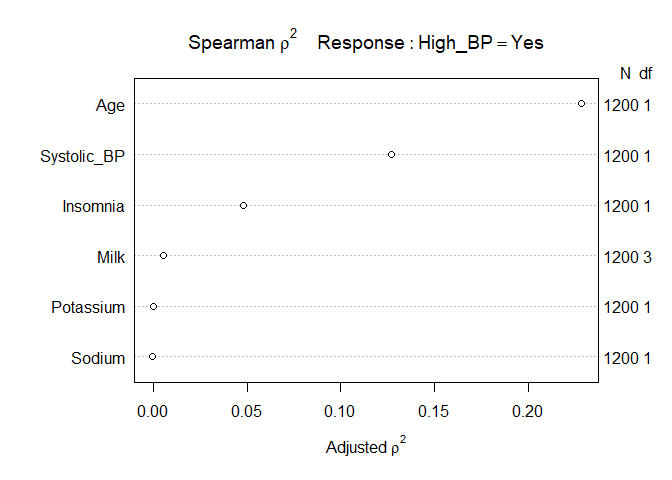 Spearman ρ² Response : High_BP = Yes
N df
Age 1200 1
Systolic_BP 1200 1
Insomnia 1200 1
Milk 1200 3
Potassium 1200 1
Sodium 1200 1
0.00 0.05 0.10 0.15 0.20
Adjusted ρ²